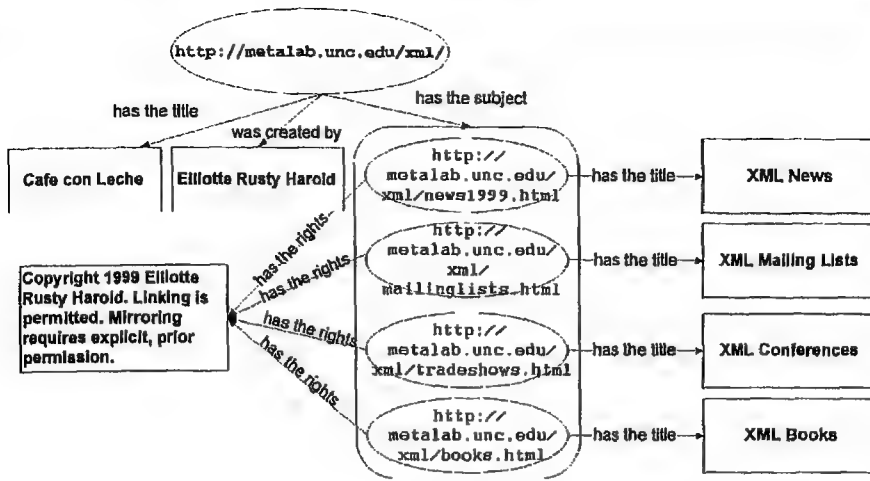 http://metalab.unc.edu/xml/
has the title
has the subject
was created by
Cafe con Leche
Elliotte Rusty Harold
http://
metalab.unc.edu/
xml/news1999.html
has the title
XML News
has the rights
http://
metalab.unc.edu/
xml/
mailinglists.html
has the title
XML Mailing Lists
has the rights
Copyright 1999 Elliotte
Rusty Harold. Linking is
permitted. Mirroring
requires explicit, prior
permission.
has the rights
http://
metalab.unc.edu/
xml/tradeshows.html
has the title
XML Conferences
has the rights
http://
metalab.unc.edu/
xml/books.html
has the title
XML Books